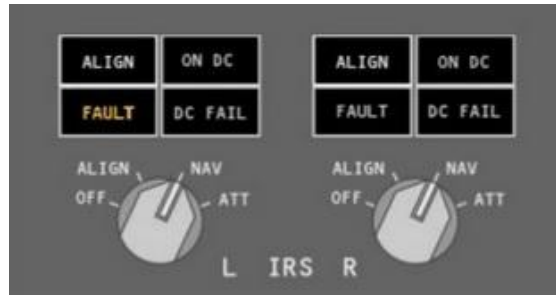 ALIGN ON DC ALIGN ON DC
FAULT DC FAIL FAULT DC FAIL
ALIGN NAV ALIGN NAV
OFF ATT OFF ATT
L IRS R